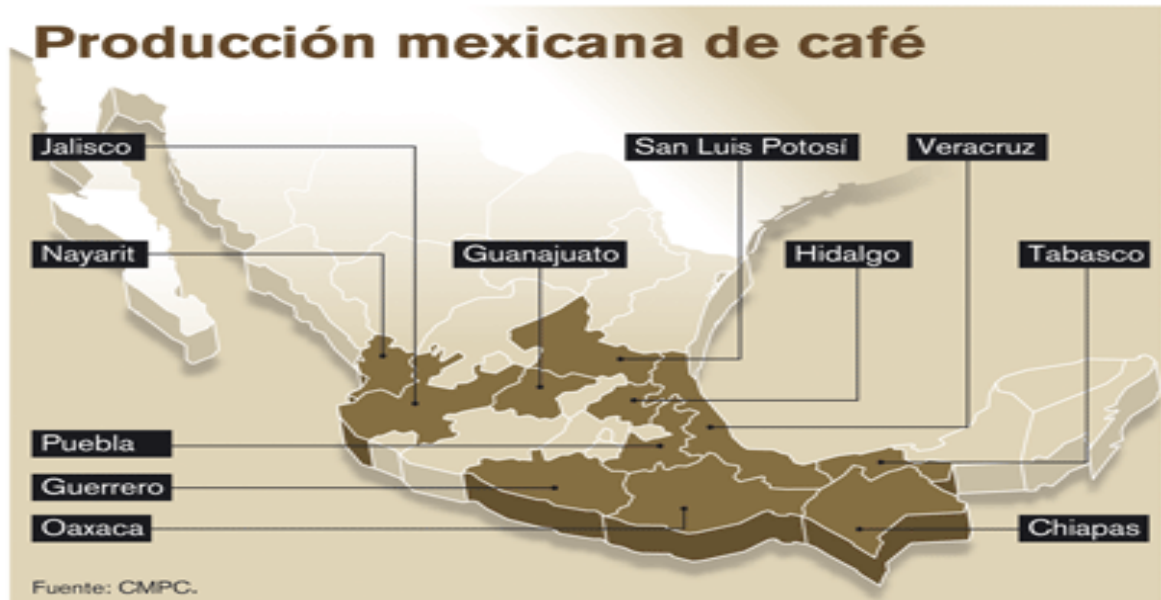 Producción mexicana de café
Jalisco
San Luis Potosí
Veracruz
Nayarit
Guanajuato
Hidalgo
Tabasco
Puebla
Guerrero
Oaxaca
Chiapas
Fuente: CMPC.